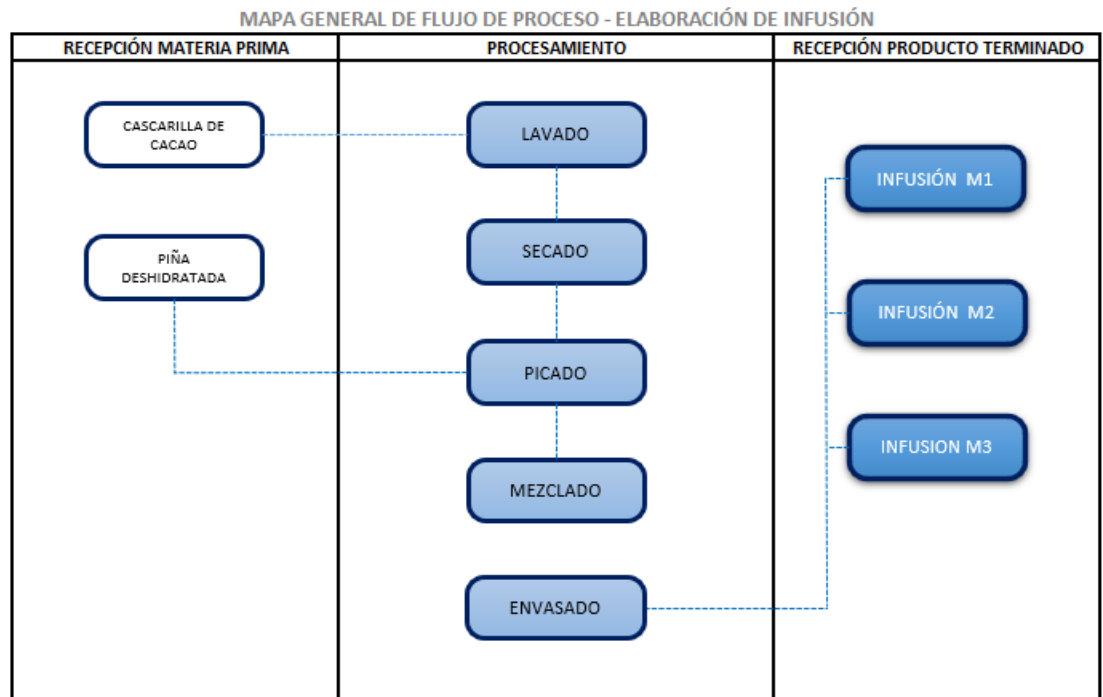 MAPA GENERAL DE FLUJO DE PROCESO - ELABORACIÓN DE INFUSIÓN
RECEPCIÓN MATERIA PRIMA
PROCESAMIENTO
RECEPCIÓN PRODUCTO TERMINADO
CASCARILLA DE
CACAO
PIÑA
DESHIDRATADA
LAVADO
SECADO
PICADO
MEZCLADO
ENVASADO
INFUSIÓN M1
INFUSIÓN M2
INFUSION M3